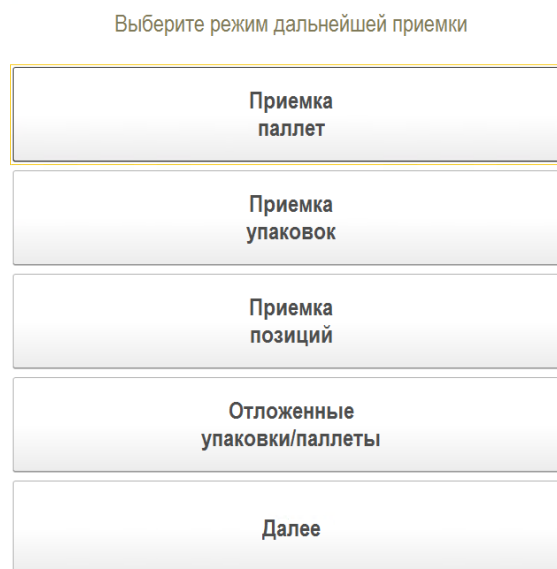 Выберите режим дальнейшей приемки
Приемка
паллет
Приемка
упаковок
Приемка
позиций
Отложенные
упаковки/паллеты
Далее